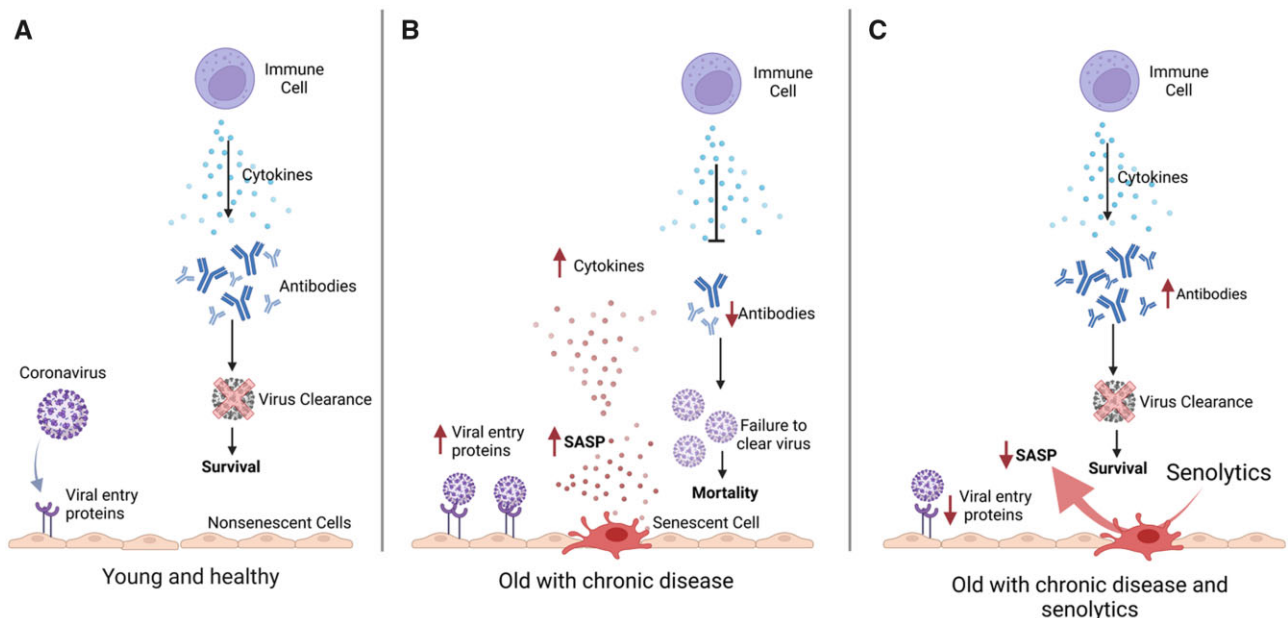 A
Immune
Cell
Cytokines
Antibodies
Coronavirus
Virus Clearance
Survival
Viral entry
proteins
Nonsenescent Cells
Young and healthy
B
Immune
Cell
Cytokines
Antibodies
Viral entry
proteins
SASP
Failure to
clear virus
Mortality
Senescent Cell
Old with chronic disease
C
Immune
Cell
Cytokines
Antibodies
Virus Clearance
SASP
Survival
Senolytics
Viral entry
proteins
Old with chronic disease and
senolytics